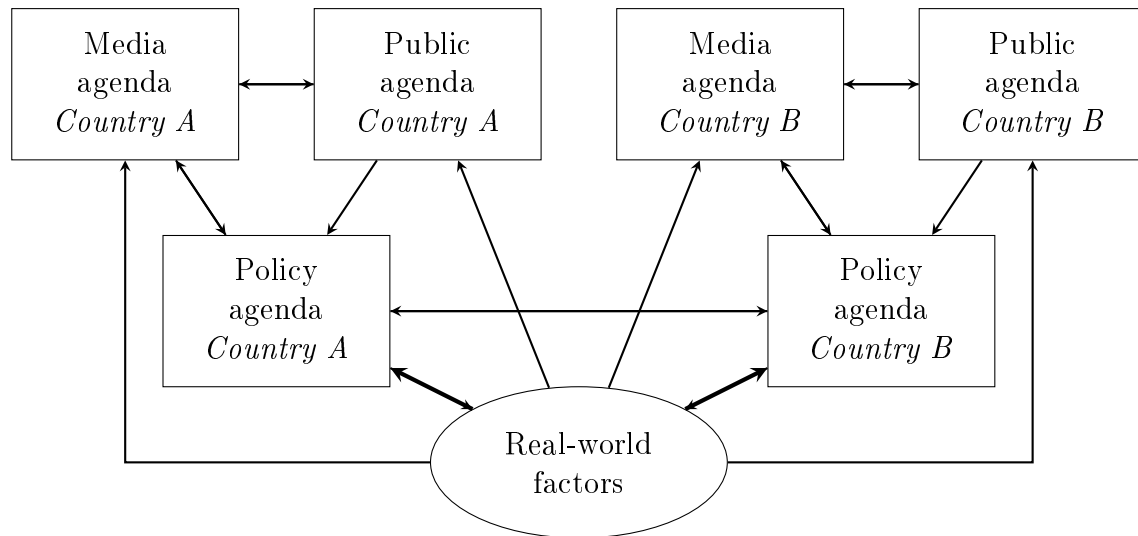 Media
agenda
Country A
Public
agenda
Country A
Media
agenda
Country B
Public
agenda
Country B
Policy
agenda
Country A
Policy
agenda
Country B
Real-world
factors